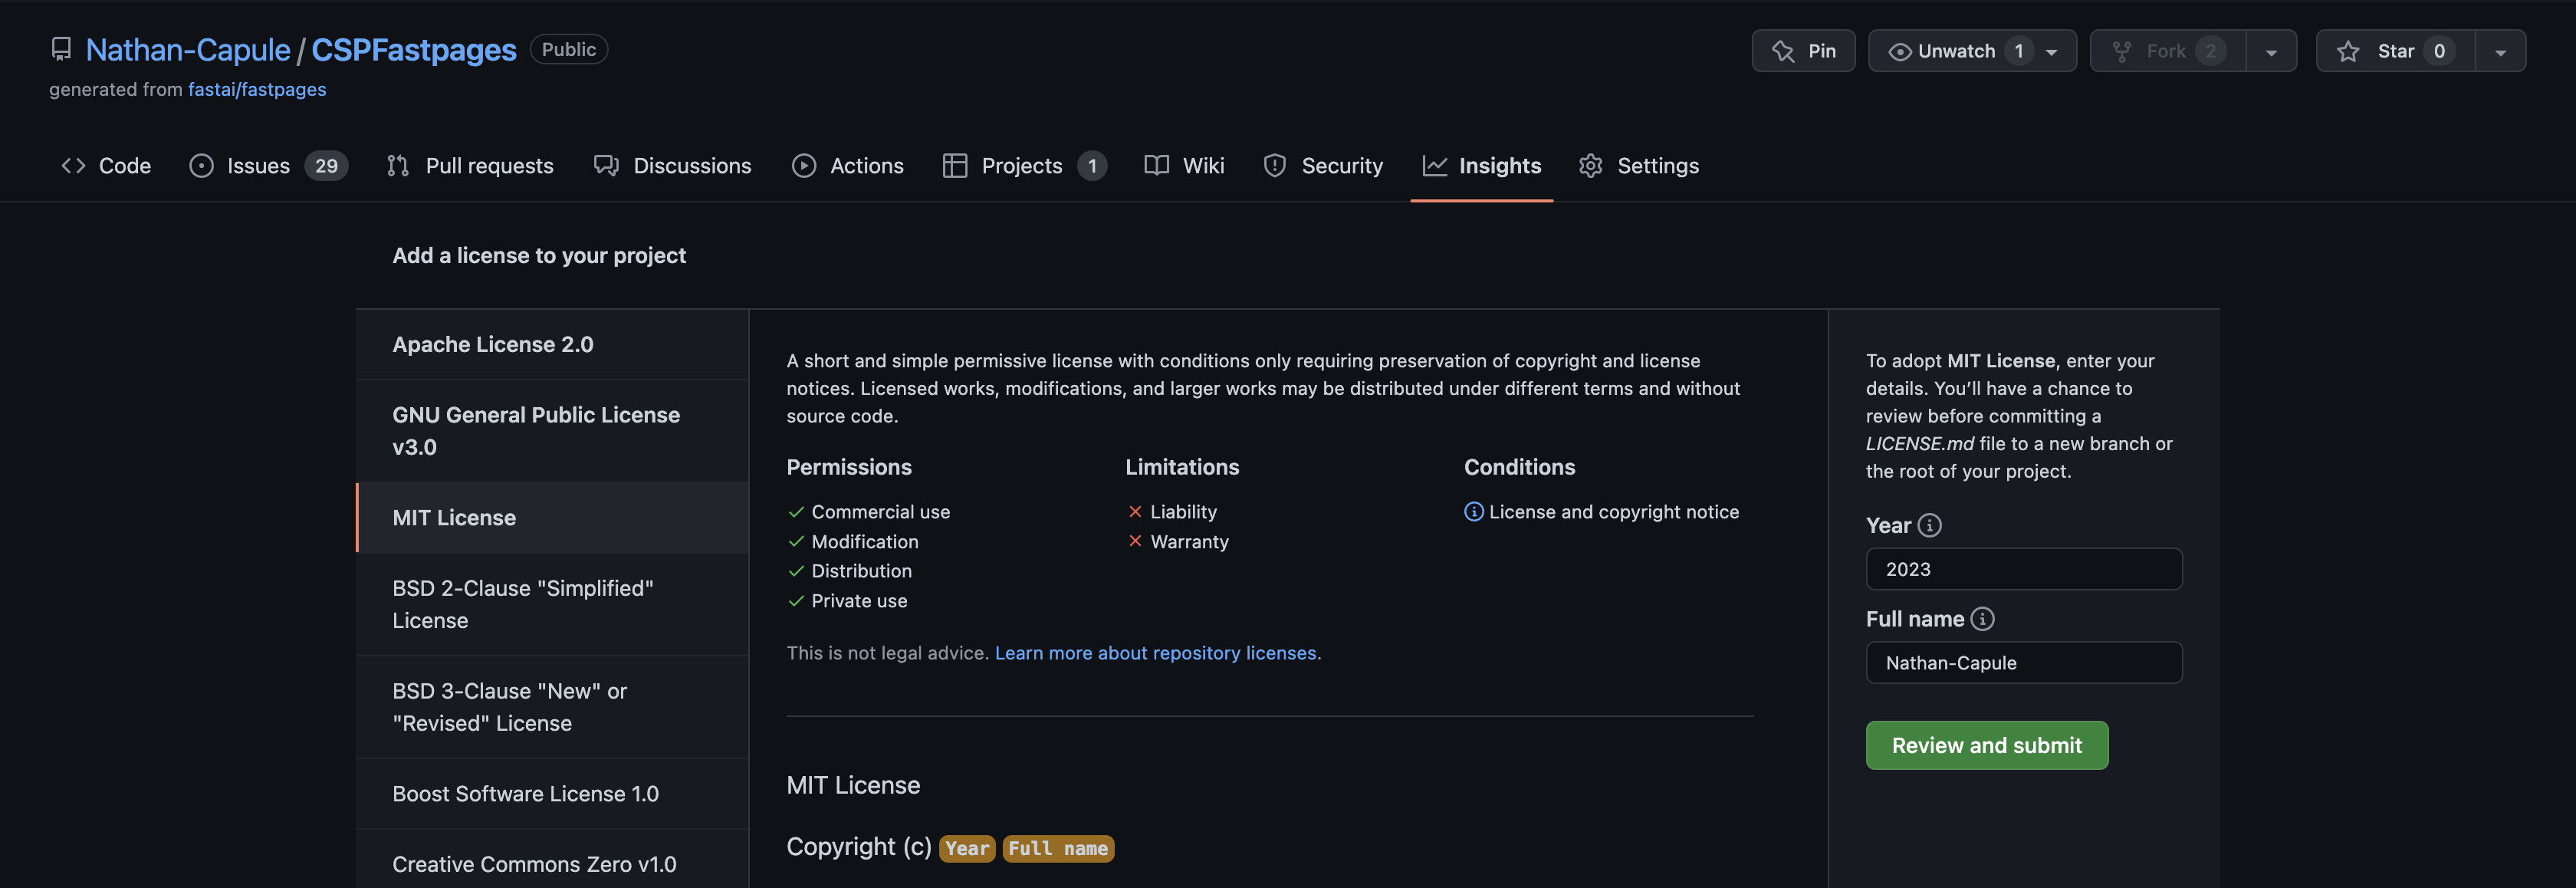 Nathan-Capule / CSPFastpages Public
Pin Unwatch 1 Fork 2 Star 0
generated from fastai/fastpages
Code Issues 29 Pull requests Discussions Actions Projects 1 Wiki Security Insights Settings
Add a license to your project
Apache License 2.0
GNU General Public License
v3.0
MIT License
BSD 2-Clause "Simplified"
License
BSD 3-Clause "New" or
"Revised" License
Boost Software License 1.0
Creative Commons Zero v1.0
A short and simple permissive license with conditions only requiring preservation of copyright and license
notices. Licensed works, modifications, and larger works may be distributed under different terms and without
source code.
Permissions
Commercial use
Modification
Distribution
Private use
Limitations
Liability
Warranty
Conditions
License and copyright notice
This is not legal advice. Learn more about repository licenses.
MIT License
Copyright (c) Year Full name
To adopt MIT License, enter your
details. You’ll have a chance to
review before committing a
LICENSE.md file to a new branch or
the root of your project.
Year
2023
Full name
Nathan-Capule
Review and submit